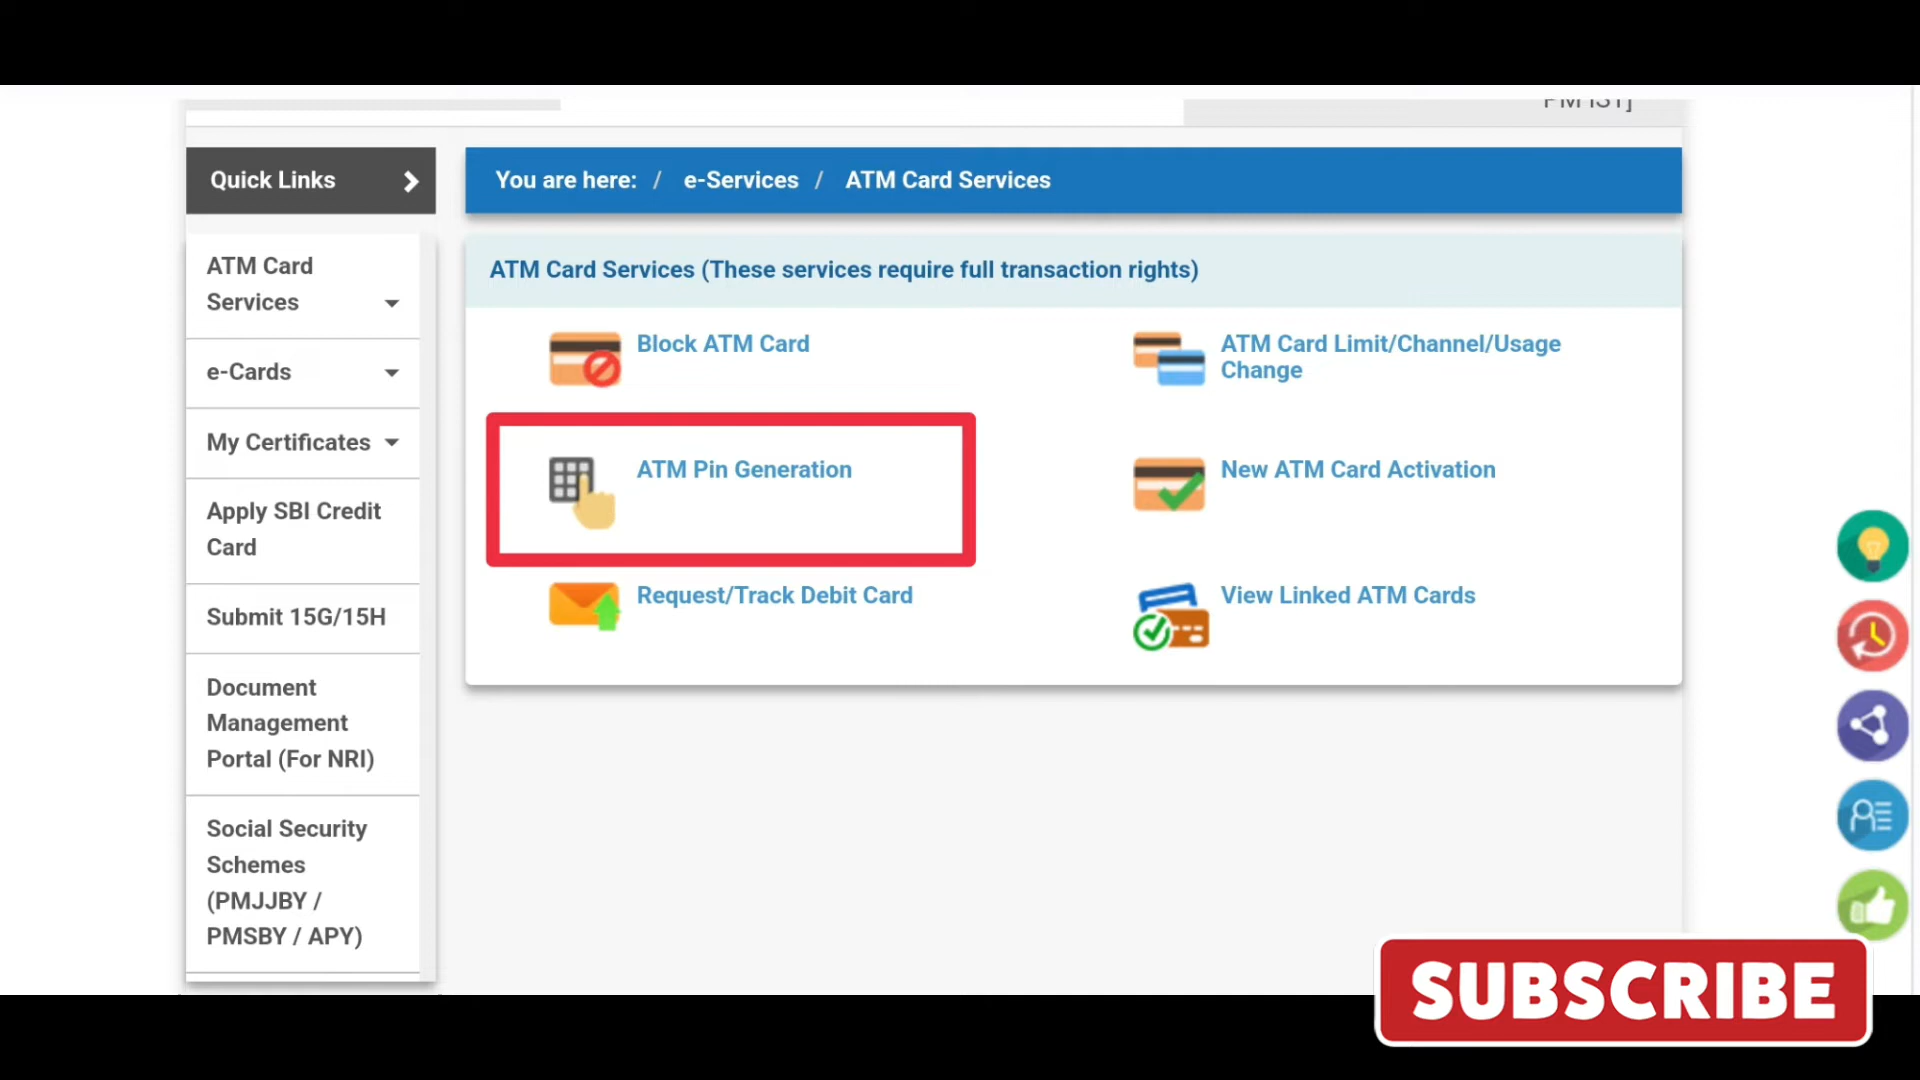 Quick Links
You are here: / e-Services / ATM Card Services
ATM Card
Services
e-Cards
My Certificates
Apply SBI Credit
Card
Submit 15G/15H
Document
Management
Portal (For NRI)
Social Security
Schemes
(PMJJBY /
PMSBY / APY)
ATM Card Services (These services require full transaction rights)
Block ATM Card
ATM Card Limit/Channel/Usage
Change
ATM Pin Generation
New ATM Card Activation
Request/Track Debit Card
View Linked ATM Cards
SUBSCRIBE